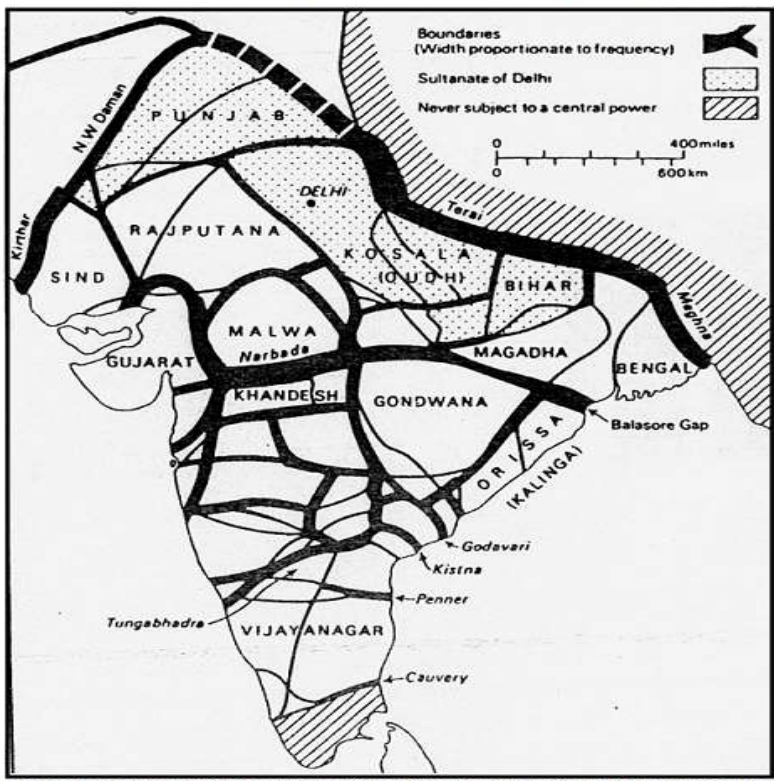 Boundaries
(Width proportionate to frequency)
Sultanate of Delhi
Never subject to a central power
0 400 miles
0 600 km
N W Daman
PUNJAB
Kirthar
DELHI
Terai
RAJPUTANA
KOSALA
(OUDH)
SIND
BIHAR
Maghna
MALWA
Narbada
GUJARAT
MAGADHA
BENGAL
KHANDESH
GONDWANA
Balasore Gap
ORISSA
(KALINGA)
Godavari
Kistna
Penner
Tungabhadra
VIJAYANAGAR
Cauvery